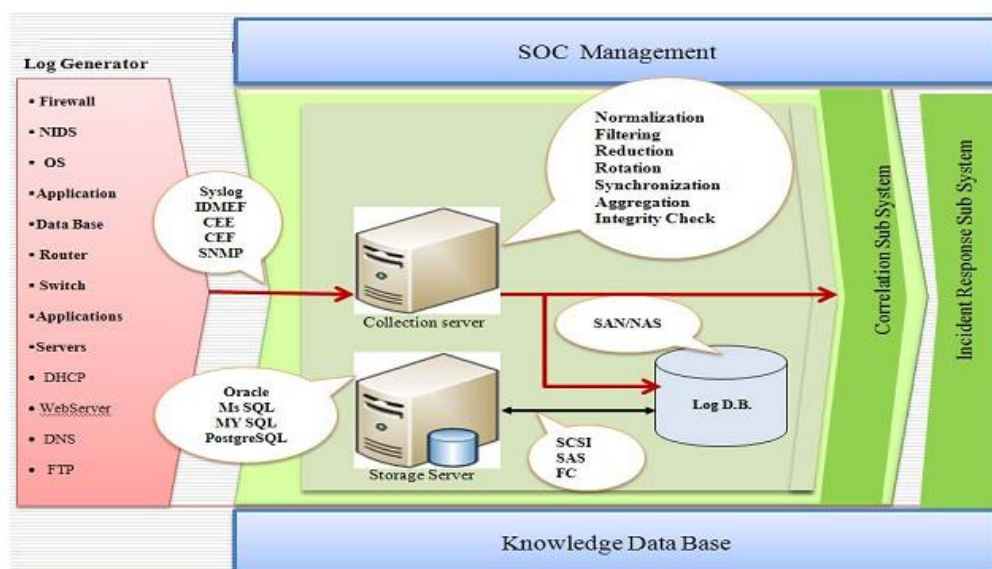 SOC Management
Log Generator
▪ Firewall
▪ NIDS
▪ OS
▪Application
▪Data Base
▪ Router
▪ Switch
▪Applications
▪Servers
• DHCP
• WebServer
• DNS
• FTP
Syslog
IDMEF
CEE
CEF
SNMP
Normalization
Filtering
Reduction
Rotation
Synchronization
Aggregation
Integrity Check
Collection server
SAN/NAS
Oracle
Ms SQL
MY SQL
PostgreSQL
Storage Server
SCSI
SAS
FC
Log D.B.
Correlation Sub System
Incident Response Sub System
Knowledge Data Base